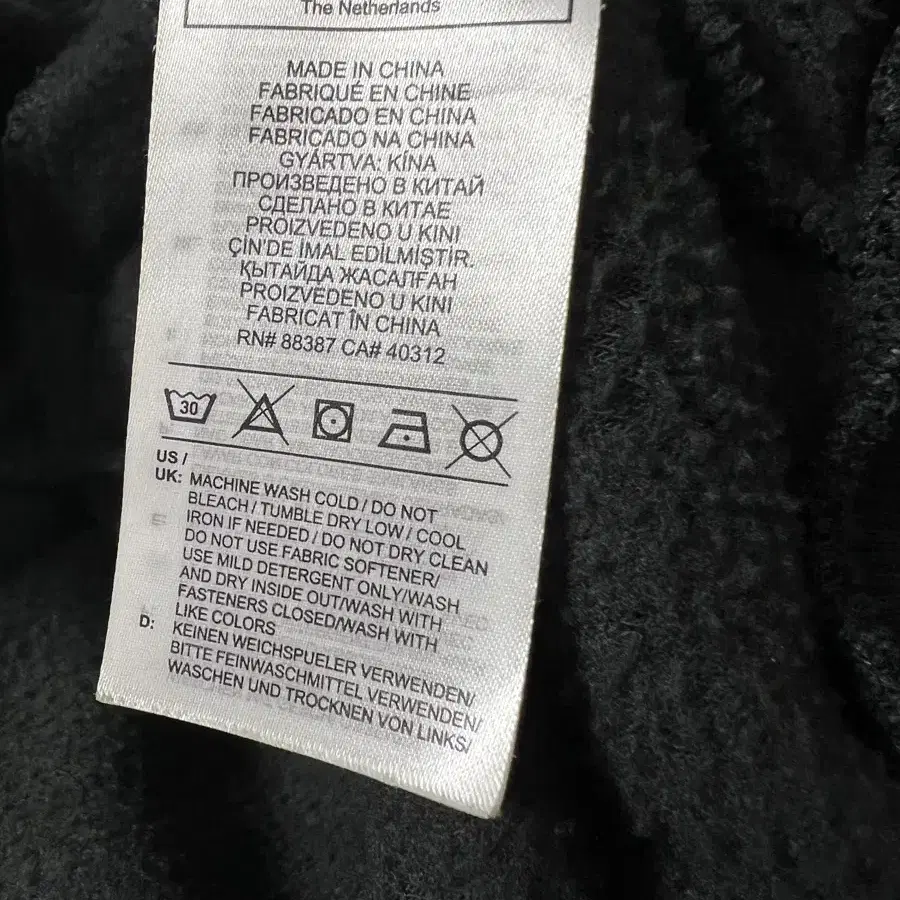 The Netherlands
MADE IN CHINA
FABRIQUÉ EN CHINE
FABRICADO EN CHINA
FABRICADO NA CHINA
GYÁRTVA: KÍNA
ПРОИЗВЕДЕНО В КИТАЙ
СДЕЛАНО В КИТАЕ
PROIZVEDENO U KINI
ÇİN'DE İMAL EDİLMİŞTİR.
ҚЫТАЙДА ЖАСАЛҒАН
PROIZVEDENO U KINI
FABRICAT ÎN CHINA
RN# 88387 CA# 40312
30
US /
UK: MACHINE WASH COLD / DO NOT
BLEACH / TUMBLE DRY LOW / COOL
IRON IF NEEDED / DO NOT DRY CLEAN
DO NOT USE FABRIC SOFTENER/
USE MILD DETERGENT ONLY/WASH
AND DRY INSIDE OUT/WASH WITH
FASTENERS CLOSED/WASH WITH
LIKE COLORS
D: KEINEN WEICHSPUELER VERWENDEN/
BITTE FEINWASCHMITTEL VERWENDEN/
WASCHEN UND TROCKNEN VON LINKS/